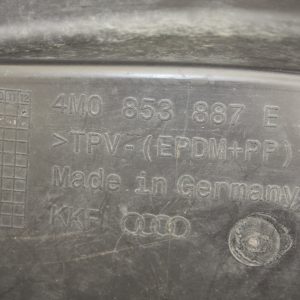 4M0 853 887 E
>TPV-(EPDM+PP)
Made in Germany
KKF